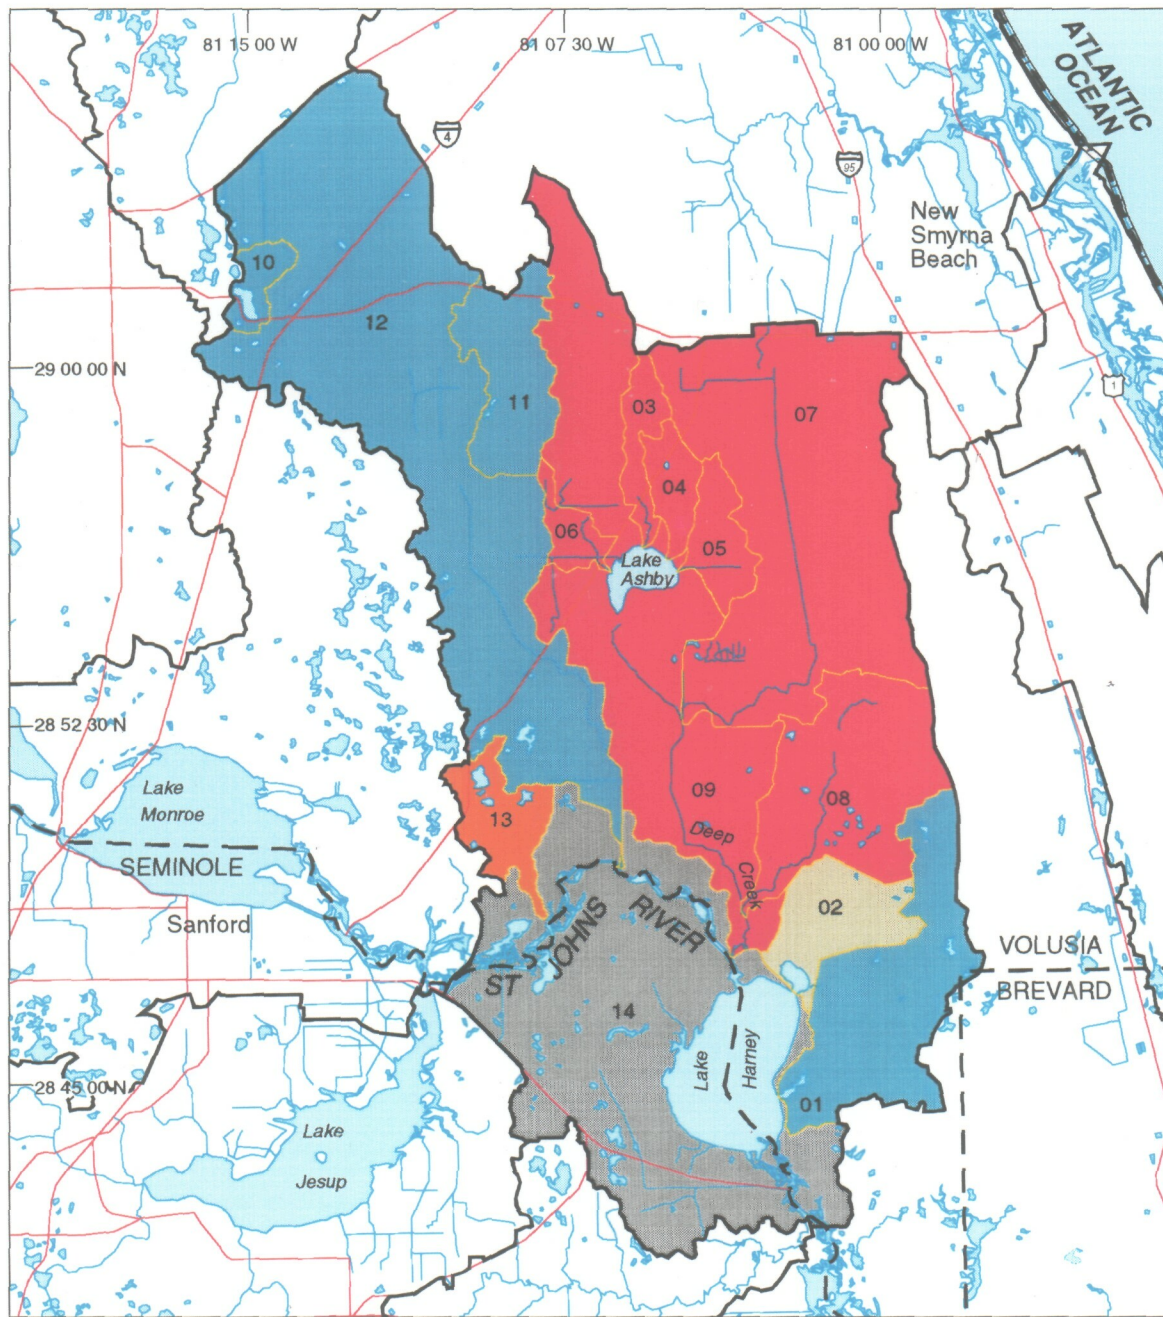 81 15 00 W
81 07 30 W
81 00 00 W
ATLANTIC
OCEAN
4
95
New
Smyrna
Beach
10
12
29 00 00 N
1
11
03
07
04
06
05
Lake
Ashby
28 52 30 N
Lake
Monroe
09
08
13
Deep
SEMINOLE
Creek
02
Sanford
ST JOHNS RIVER
VOLUSIA
BREVARD
14
Lake
Harney
28 45 00 N
01
Lake
Jesup